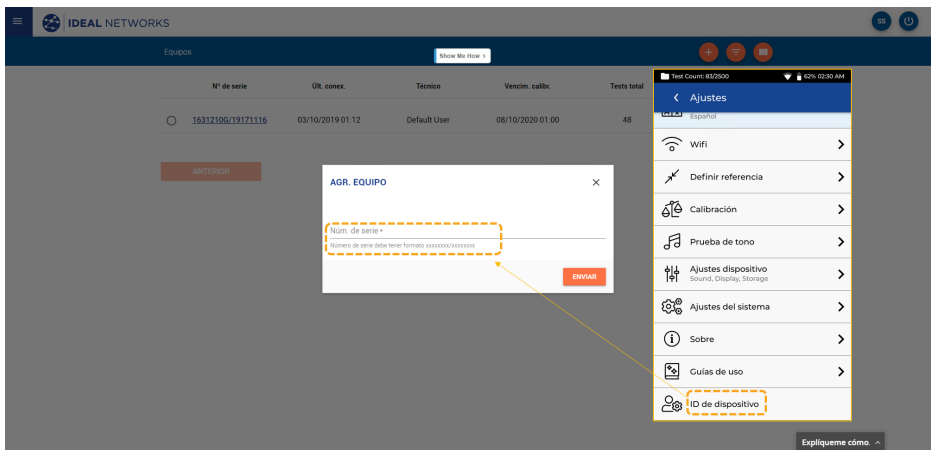 IDEAL NETWORKS
SS
Equipos
Show Me How >
Nº de serie Últ. conex. Técnico Vencim. calibr. Tests total
1631210G/19171116 03/10/2019 01:12 Default User 08/10/2020 01:00 48
ANTERIOR
AGR. EQUIPO
Núm. de serie *
Número de serie debe tener formato xxxxxxxx/xxxxxxxx
ENVIAR
Test Count: 83/2500 62% 02:30 AM
Ajustes
Español
Wifi
Definir referencia
Calibración
Prueba de tono
Ajustes dispositivo
Sound, Display, Storage
Ajustes del sistema
Sobre
Guías de uso
ID de dispositivo
Explíqueme cómo.